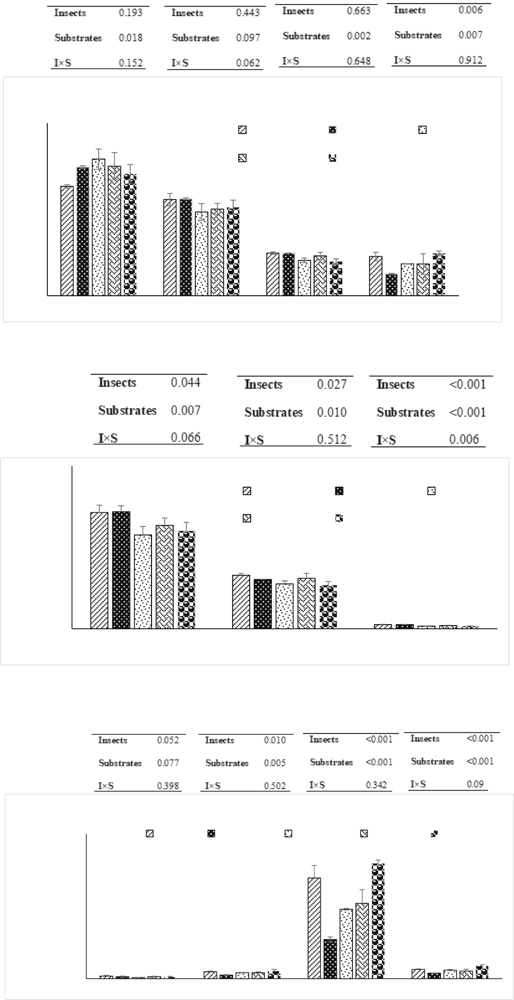 Insects 0.193 Insects 0.443 Insects 0.663 Insects 0.006
Substrates 0.018 Substrates 0.097 Substrates 0.002 Substrates 0.007
I×S 0.152 I×S 0.062 I×S 0.648 I×S 0.912
Insects 0.044 Insects 0.027 Insects <0.001
Substrates 0.007 Substrates 0.010 Substrates <0.001
I×S 0.066 I×S 0.512 I×S 0.006
Insects 0.052 Insects 0.010 Insects <0.001 Insects <0.001
Substrates 0.077 Substrates 0.005 Substrates <0.001 Substrates <0.001
I×S 0.398 I×S 0.502 I×S 0.342 I×S 0.09